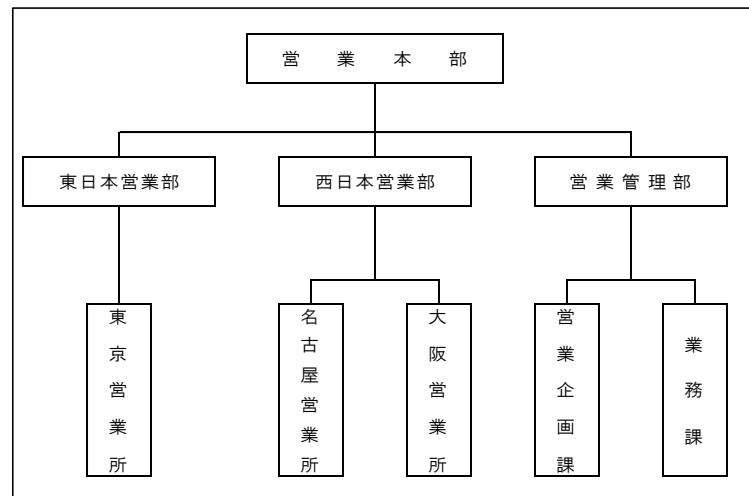 営業本部
東日本営業部
西日本営業部
営業管理部
東京営業所
名古屋営業所
大阪営業所
営業企画課
業務課